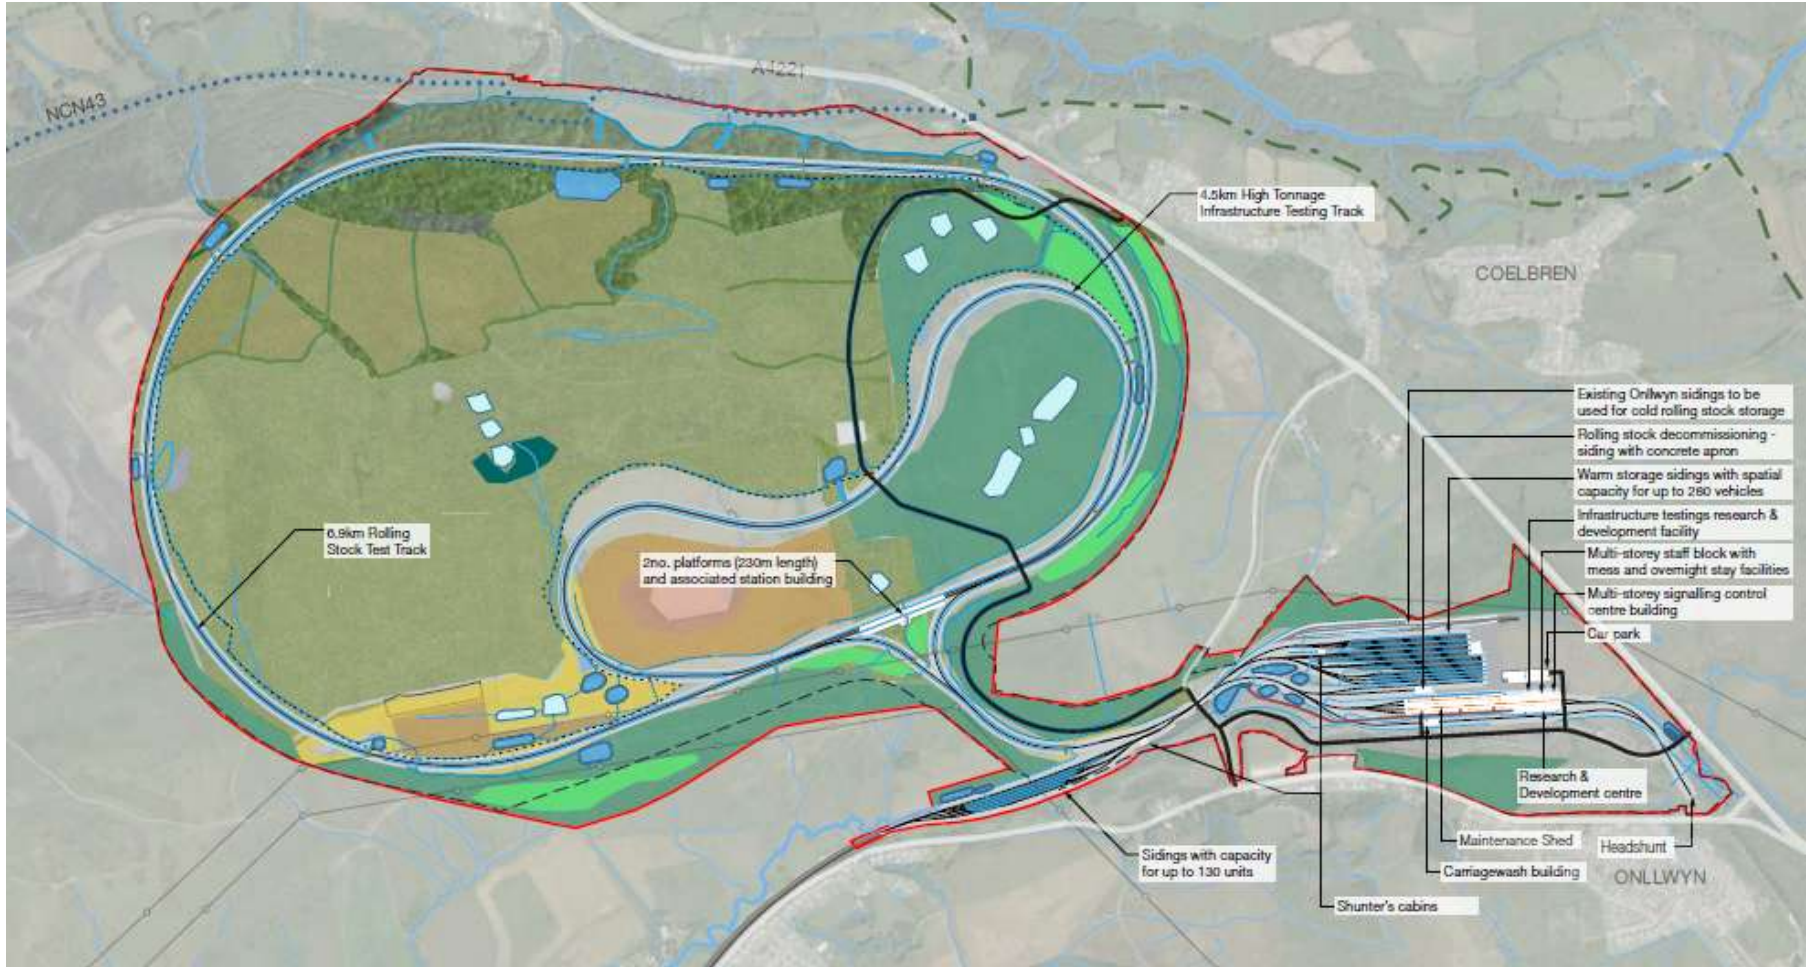 NCN43
A4221
4.5km High Tonnage
Infrastructure Testing Track
COELBREN
Existing Onllwyn sidings to be
used for cold rolling stock storage
Rolling stock decommissioning -
siding with concrete apron
Warm storage sidings with spatial
capacity for up to 260 vehicles
Infrastructure testings research &
development facility
Multi-storey staff block with
mess and overnight stay facilities
Multi-storey signalling control
centre building
Car park
6.9km Rolling
Stock Test Track
2no. platforms (230m length)
and associated station building
Research &
Development centre
Maintenance Shed
Headshunt
Sidings with capacity
for up to 130 units
Carriagewash building
ONLLWYN
Shunter's cabins